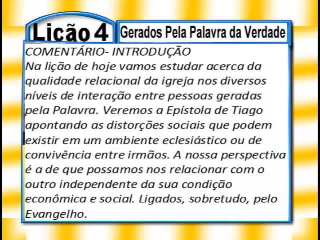 Lição 4
Gerados Pela Palavra da Verdade
COMENTÁRIO- INTRODUÇÃO
Na lição de hoje vamos estudar acerca da
qualidade relacional da igreja nos diversos
níveis de interação entre pessoas geradas
pela Palavra. Veremos a Epístola de Tiago
apontando as distorções sociais que podem
existir em um ambiente eclesiástico ou de
convivência entre irmãos. A nossa perspectiva
é a de que possamos nos relacionar com o
outro independente da sua condição
econômica e social. Ligados, sobretudo, pelo
Evangelho.